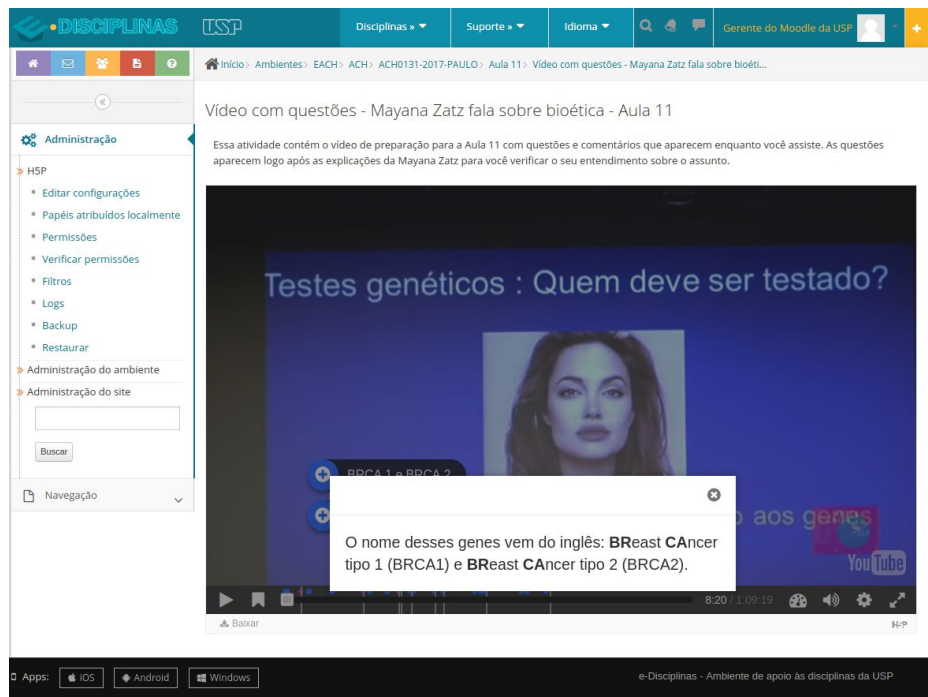 e•DISCIPLINAS
USP
Disciplinas »
Suporte »
Idioma »
Gerente do Moodle da USP
Início › Ambientes › EACH › ACH › ACH0131-2017-PAULO › Aula 11 › Vídeo com questões - Mayana Zatz fala sobre bioéti...
Administração
H5P
Editar configurações
Papéis atribuídos localmente
Permissões
Verificar permissões
Filtros
Logs
Backup
Restaurar
Administração do ambiente
Administração do site
Buscar
Navegação
Vídeo com questões - Mayana Zatz fala sobre bioética - Aula 11
Essa atividade contém o vídeo de preparação para a Aula 11 com questões e comentários que aparecem enquanto você assiste. As questões
aparecem logo após as explicações da Mayana Zatz para você verificar o seu entendimento sobre o assunto.
Testes genéticos : Quem deve ser testado?
BRCA 1 e BRCA 2
aos genes
O nome desses genes vem do inglês: BReast CAncer
tipo 1 (BRCA1) e BReast CAncer tipo 2 (BRCA2).
YouTube
8:20 / 1:09:19
Baixar
H-P
Apps:
iOS
Android
Windows
e-Disciplinas - Ambiente de apoio às disciplinas da USP